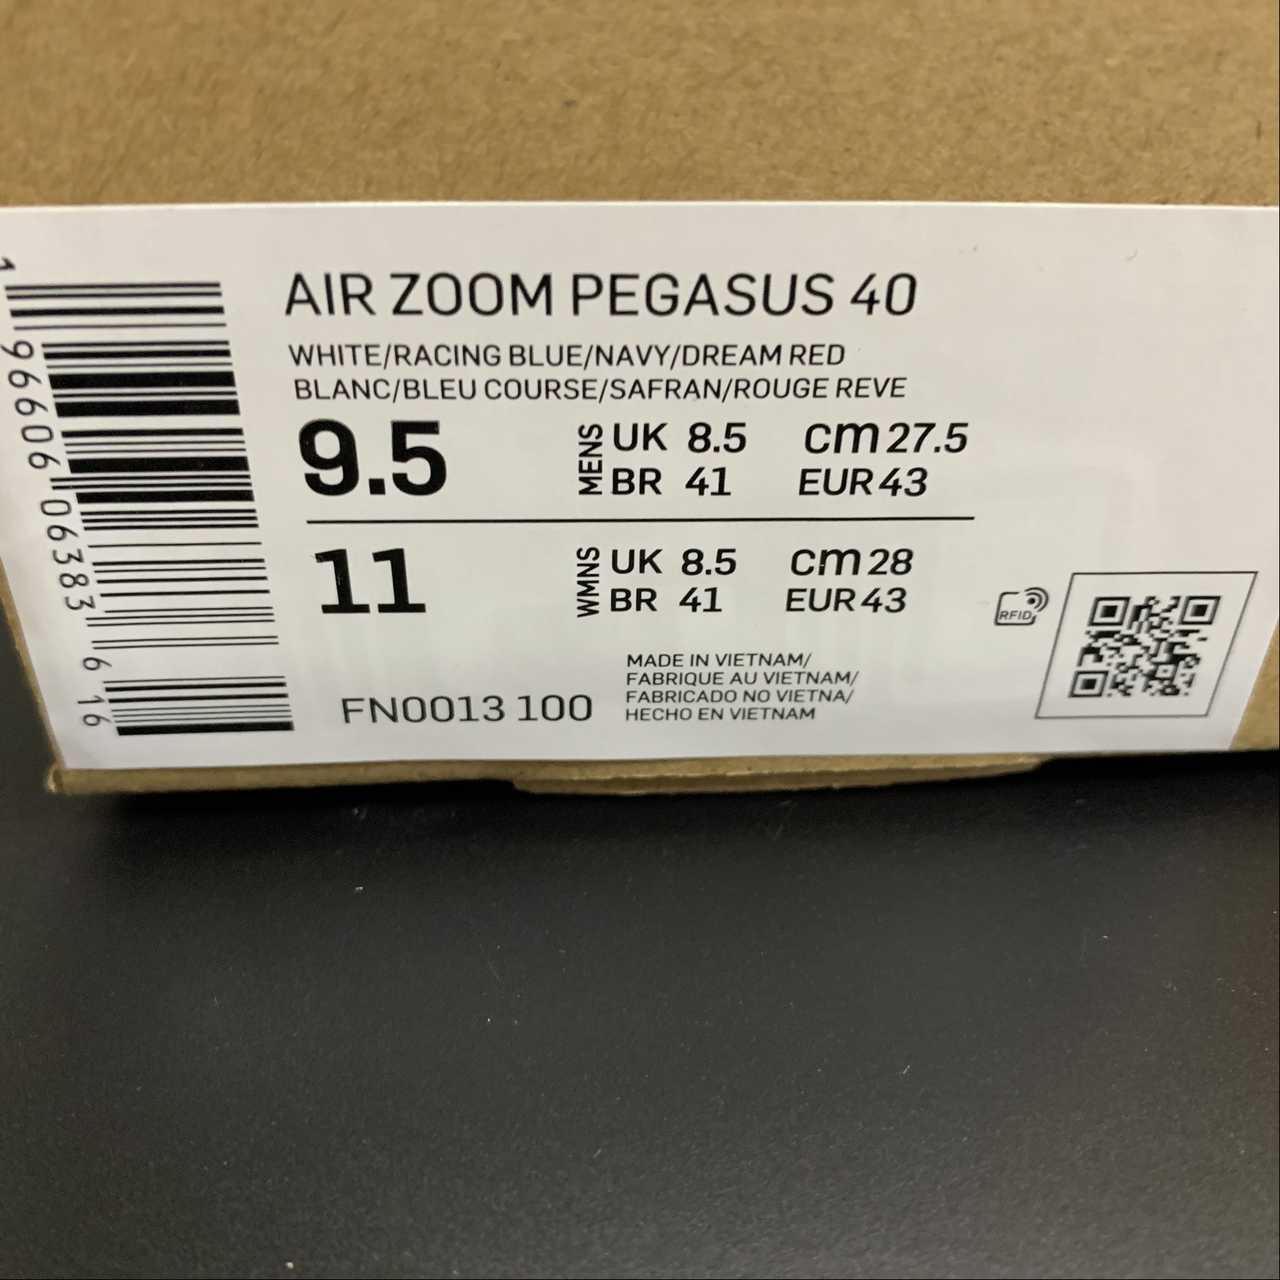 AIR ZOOM PEGASUS 40
WHITE/RACING BLUE/NAVY/DREAM RED
BLANC/BLEU COURSE/SAFRAN/ROUGE REVE
9.5 MENS UK 8.5 cm 27.5
BR 41 EUR 43
11 WMNS UK 8.5 cm 28
BR 41 EUR 43
RFID
MADE IN VIETNAM/
FABRIQUE AU VIETNAM/
FABRICADO NO VIETNA/
HECHO EN VIETNAM
FN0013 100
1 96606 06383 6 16